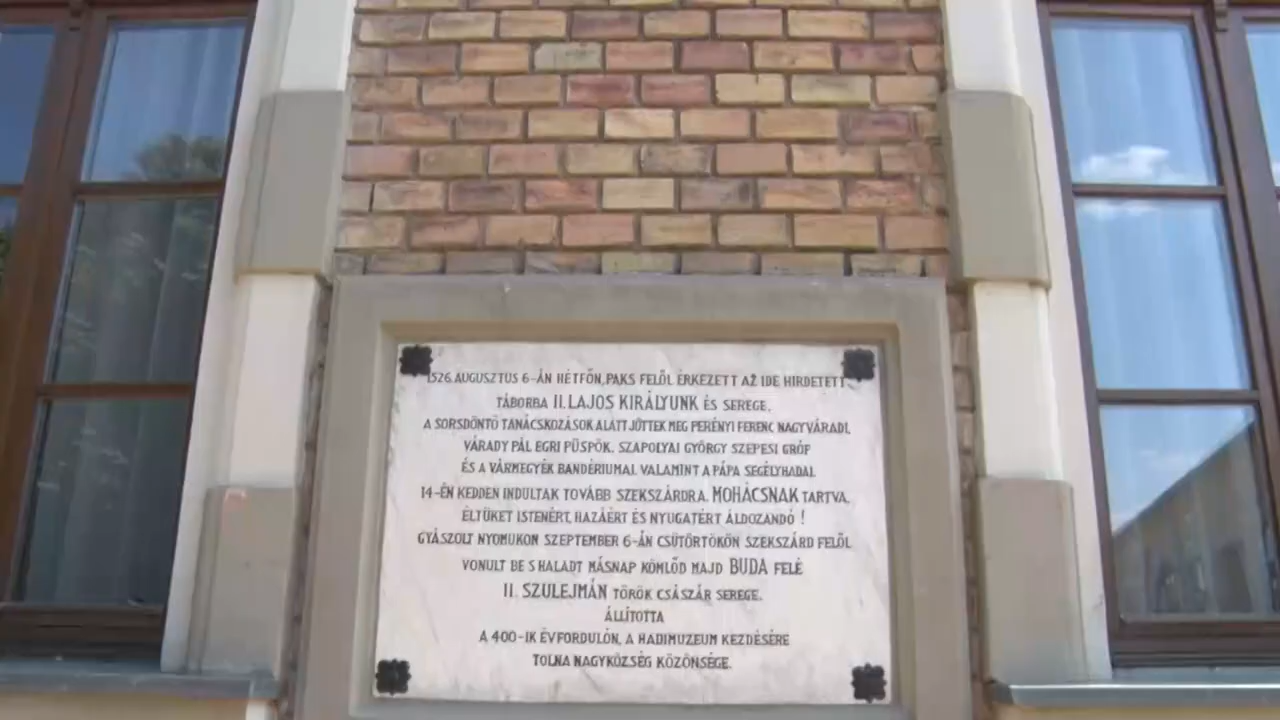 1526. AUGUSZTUS 6-ÁN HÉTFŐN, PAKS FELŐL ÉRKEZETT AZ IDE HIRDETETT
TÁBORBA II. LAJOS KIRÁLYUNK ÉS SEREGE.
A SORSDÖNTŐ TANÁCSKOZÁSOK ALATT JÖTTEK MEG PERÉNYI FERENC NAGYVÁRADI,
VÁRADY PÁL EGRI PÜSPÖK, SZAPOLYAI GYÖRGY SZEPESI GRÓF
ÉS A VÁRMEGYÉK BANDÉRIUMAI, VALAMINT A PÁPA SEGÉLYHADAI.
14-ÉN KEDDEN INDULTAK TOVÁBB SZEKSZÁRDRA, MOHÁCSNAK TARTVA,
ÉLTÜKET ISTENÉRT, HAZÁÉRT ÉS NYUGATÉRT ÁLDOZANDÓ!
GYÁSZOLT NYOMUKON SZEPTEMBER 6-ÁN CSÜTÖRTÖKÖN SZEKSZÁRD FELŐL
VONULT BE S HALADT MÁSNAP KÖMLŐD MAJD BUDA FELÉ
II. SZULEJMÁN TÖRÖK CSÁSZÁR SEREGE.
ÁLLÍTOTTA
A 400-IK ÉVFORDULÓN, A HADIMUZEUM KEZDÉSÉRE
TOLNA NAGYKÖZSÉG KÖZÖNSÉGE.